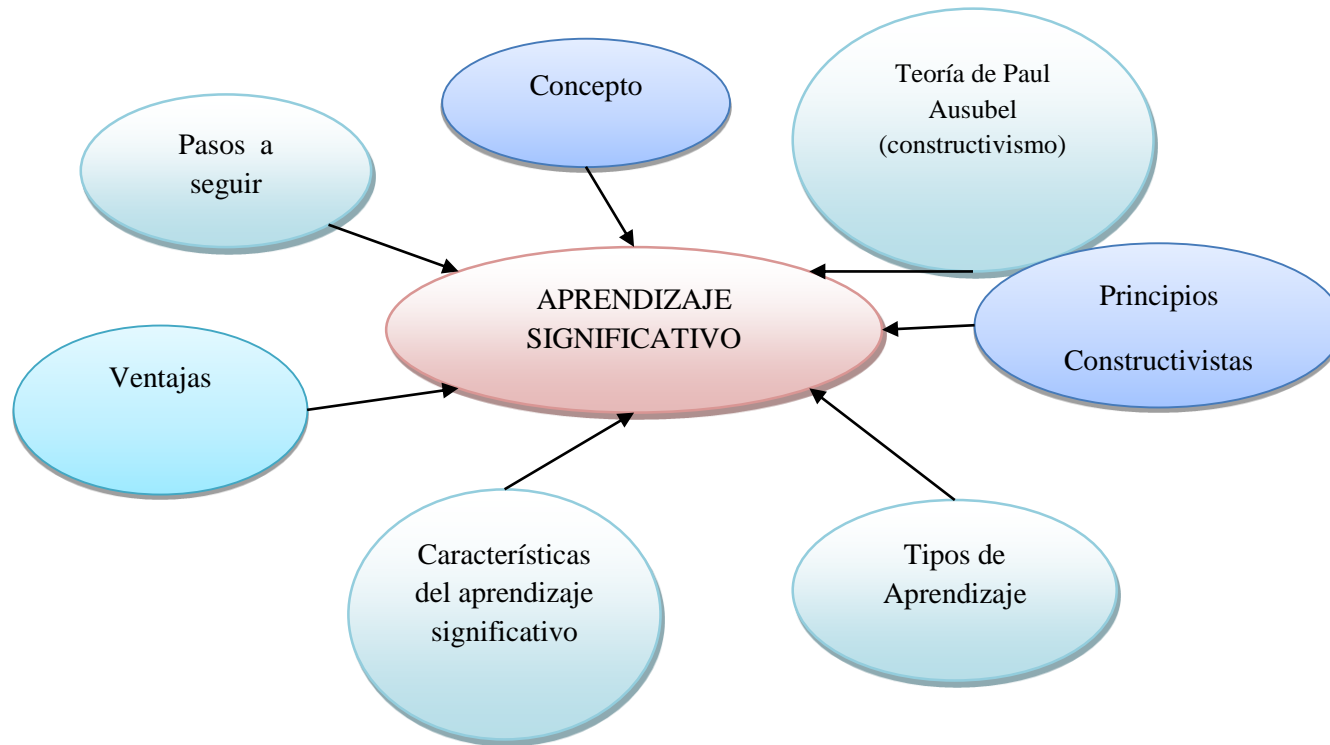 Concepto
Teoría de Paul
Ausubel
(constructivismo)
Pasos a
seguir
APRENDIZAJE
SIGNIFICATIVO
Principios
Constructivistas
Ventajas
Característícas
del aprendizaje
significativo
Tipos de
Aprendizaje